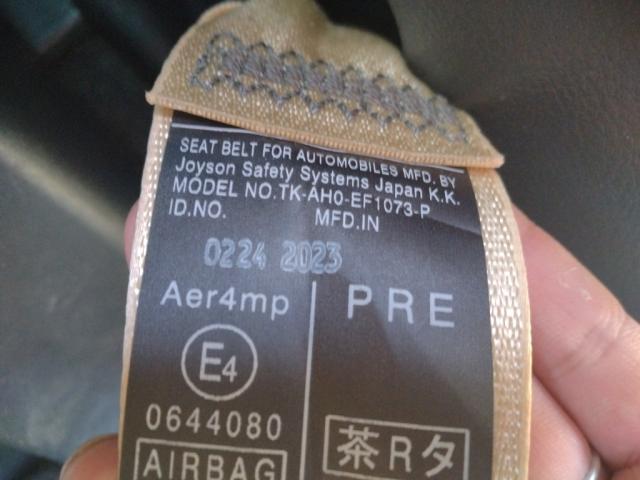 SEAT BELT FOR AUTOMOBILES MFD. BY
Joyson Safety Systems Japan K.K.
MODEL NO.TK-AH0-EF1073-P
ID.NO. MFD.IN
0224 2023
Aer4mp
PRE
E4
0644080
AIRBAG
茶Rタ